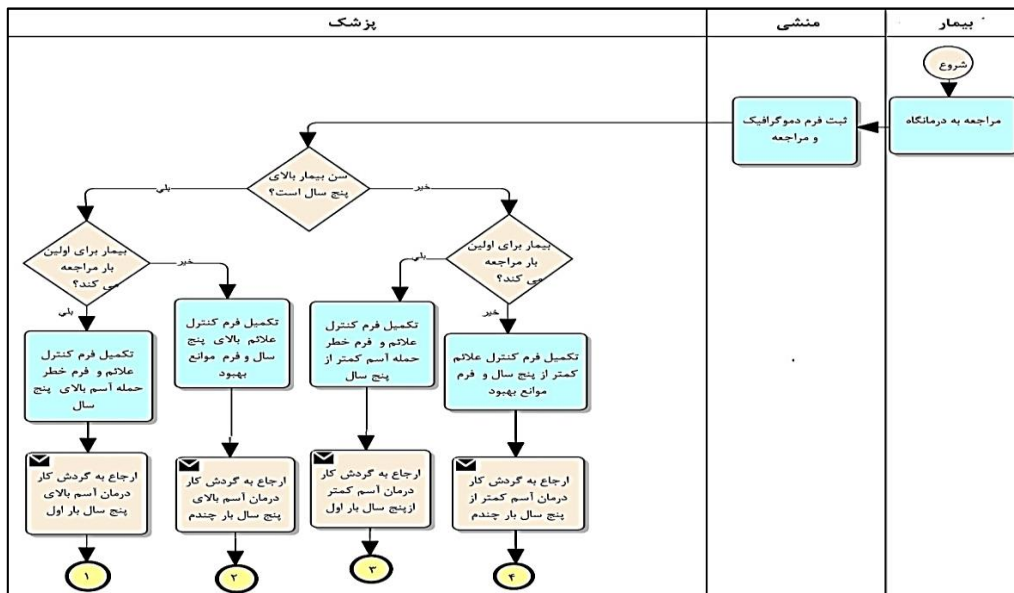 بیمار
منشی
پزشک
شروع
مراجعه به درمانگاه
ثبت فرم دموگرافیک
و مراجعه
سن بیمار بالای
پنج سال است؟
خیر
بلی
بیمار برای اولین
بار مراجعه
می کند؟
بلی
خیر
بیمار برای اولین
بار مراجعه
می کند؟
خیر
بلی
تکمیل فرم کنترل علائم
کمتر از پنج سال و فرم
موانع بهبود
تکمیل فرم کنترل
علائم و فرم خطر
حمله آسم کمتر از
پنج سال
تکمیل فرم کنترل
علائم بالای پنج
سال و فرم موانع
بهبود
تکمیل فرم کنترل
علائم و فرم خطر
حمله آسم بالای پنج
سال
ارجاع به گردش کار
درمان آسم کمتر از
پنج سال بار چندم
ارجاع به گردش کار
درمان آسم کمتر
ازپنج سال بار اول
ارجاع به گردش کار
درمان آسم بالای
پنج سال بار چندم
ارجاع به گردش کار
درمان آسم بالای
پنج سال بار اول
۴
۳
۲
۱